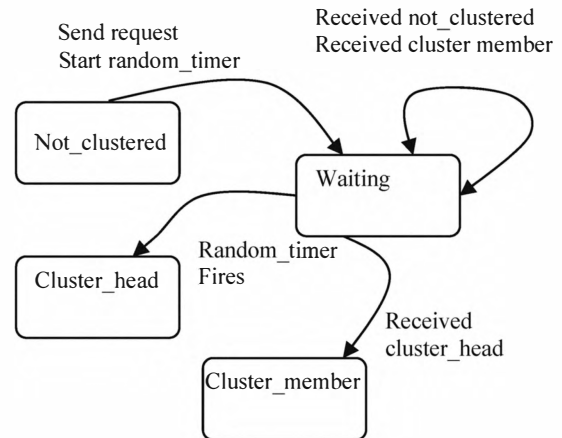 Send request
Start random_timer
Received not_clustered
Received cluster member
Not_clustered
Waiting
Random_timer
Fires
Cluster_head
Received
cluster_head
Cluster_member